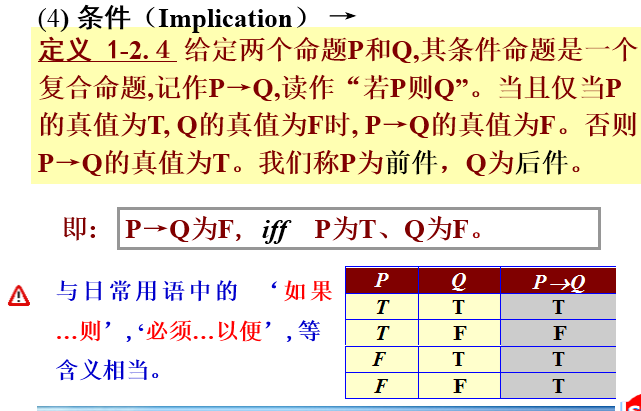 (4) 条件（Implication） →
定义 1-2.4 给定两个命题P和Q,其条件命题是一个
复合命题,记作P→Q,读作“若P则Q”。当且仅当P
的真值为T, Q的真值为F时, P→Q的真值为F。否则
P→Q的真值为T。我们称P为前件，Q为后件。
即： P→Q为F, iff P为T、Q为F。
与日常用语中的 ‘如果
…则’,‘必须…以便’,等
含义相当。
P Q P→Q
T T T
T F F
F T T
F F T